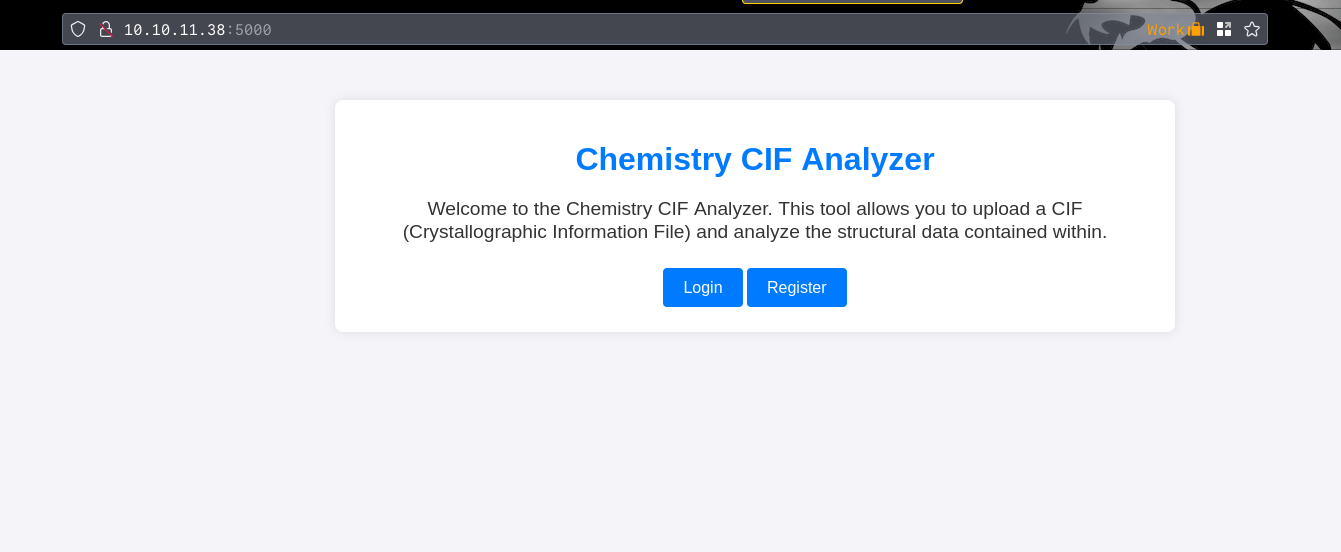 10.10.11.38:5000
Work
Chemistry CIF Analyzer
Welcome to the Chemistry CIF Analyzer. This tool allows you to upload a CIF
(Crystallographic Information File) and analyze the structural data contained within.
Login Register